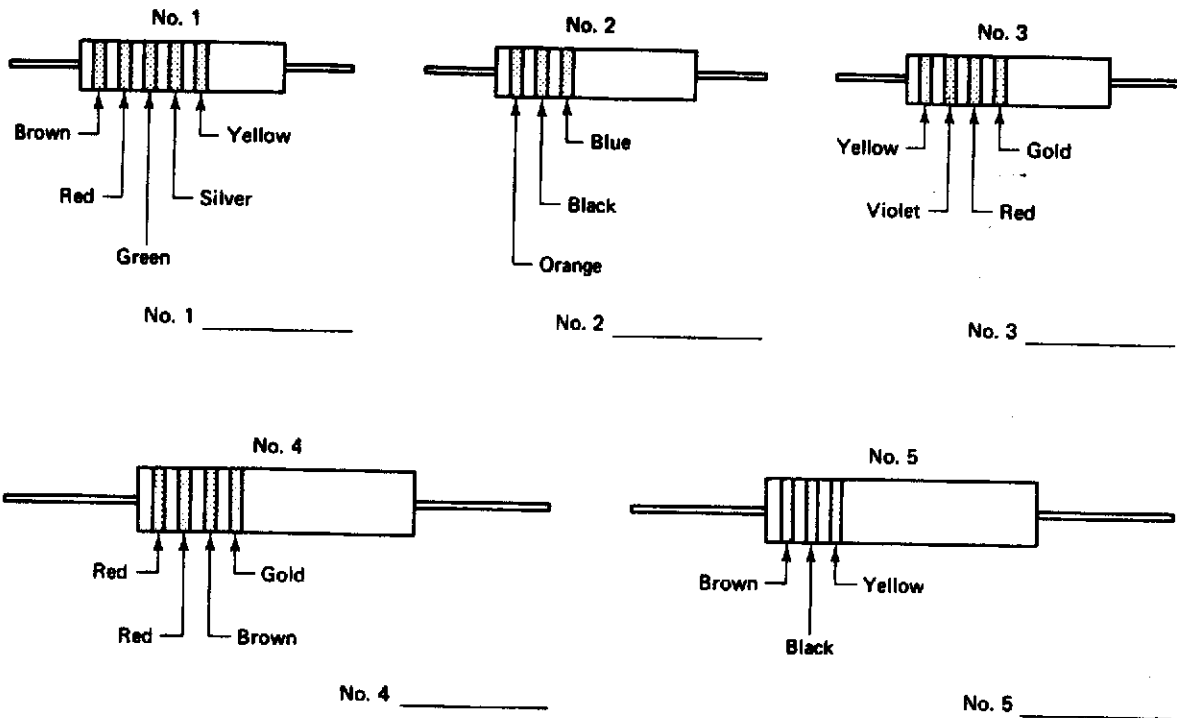 No. 1
Brown
Red
Green
Silver
Yellow
No. 1
No. 2
Orange
Black
Blue
No. 2
No. 3
Yellow
Violet
Red
Gold
No. 3
No. 4
Red
Red
Brown
Gold
No. 4
No. 5
Brown
Black
Yellow
No. 5